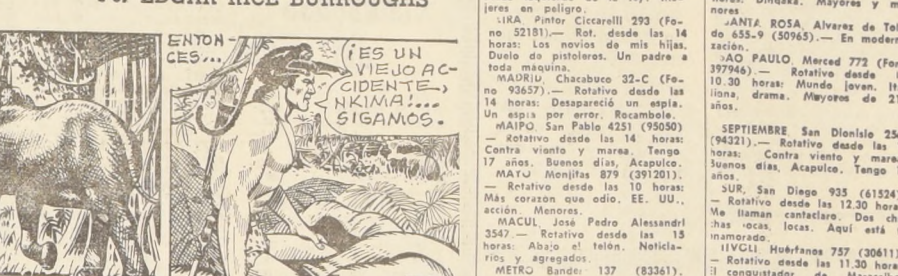 EDGAR RICE BURROUGHS
ENTON-
CES...
¡ES UN
VIEJO AC-
CIDENTE,
NKIMA!...
SIGAMOS.
jeres en peligro.
LIRA Pintor Ciccarelli 293 (Fo-
no 52181).— Rot. desde las 14
horas: Los novios de mis hijas.
Duelo de pistoleros. Un padre a
toda máquina.
MADRID, Chacabuco 32-C (Fo-
no 93657).— Rotativo desde las
14 horas: Desapareció un espía.
Un espía por error. Rocambole.
MAIPO, San Pablo 4251 (95050)
— Rotativo desde las 14 horas:
Contra viento y marea. Tengo
17 años. Buenos días, Acapulco.
MAYO Monjitas 879 (391201).
— Rotativo desde las 10 horas:
Más corazón que odio. EE. UU.,
acción. Menores.
MACUL, José Pedro Alessandri
3547.— Rotativo desde las 15
horas: Abajo el telón. Noticia-
rios y agregados.
METRO Bander 137 (83361).
horas: Dingaka. Mayores y
nores
SANTA ROSA, Alvarez de Tol
do 655-9 (50965).— En modern
zación.
SAO PAULO, Merced 772 (Fon
397946).— Rotativo desde
10.30 horas: Mundo joven. It
liana, drama. Mayores de 21
años.
SEPTIEMBRE, San Dionisio 25
(94321).— Rotativo desde las
horas: Contra viento y marea
Buenos días, Acapulco. Tengo
años.
SUR, San Diego 935 (61524
— Rotativo desde las 12.30 hora
Me llaman cantaclaro. Dos ch
chas locas, locas. Aquí está
enamorado.
TIVOLI, Huérfanos 757 (30611
— Rotativo desde las 11.30 hora
El conquistador